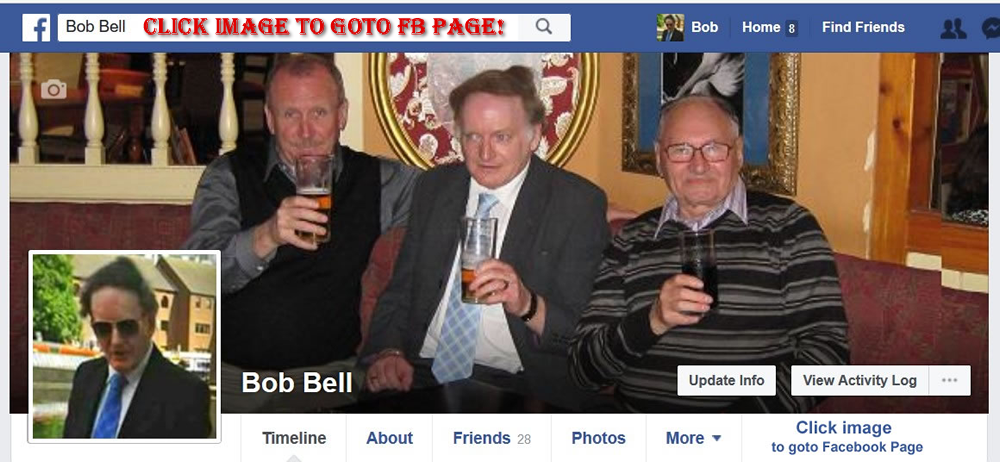 Bob Bell CLICK IMAGE TO GOTO FB PAGE! Bob Home 8 Find Friends
Bob Bell Update Info View Activity Log
Timeline About Friends 28 Photos More Click image
to goto Facebook Page